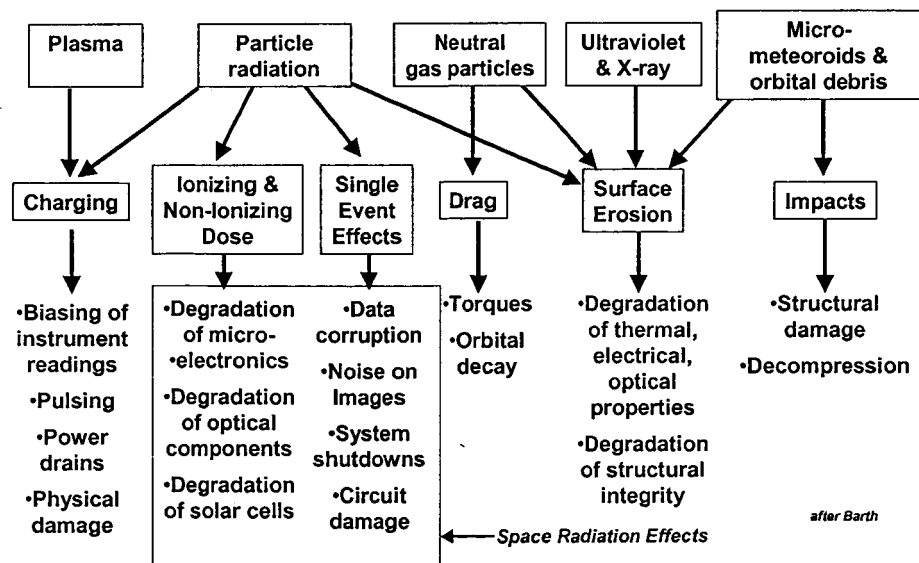 Plasma
Particle
radiation
Neutral
gas particles
Ultraviolet
& X-ray
Micro-
meteoroids &
orbital debris
Charging
Ionizing &
Non-Ionizing
Dose
Single
Event
Effects
Drag
Surface
Erosion
Impacts
•Biasing of
instrument
readings
•Pulsing
•Power
drains
•Physical
damage
•Degradation
of micro-
•electronics
•Degradation
of optical
components
•Degradation
of solar cells
•Data
corruption
•Noise on
Images
•System
shutdowns
•Circuit
damage
•Torques
•Orbital
decay
•Degradation
of thermal,
electrical,
optical
properties
•Degradation
of structural
integrity
•Structural
damage
•Decompression
after Barth
Space Radiation Effects